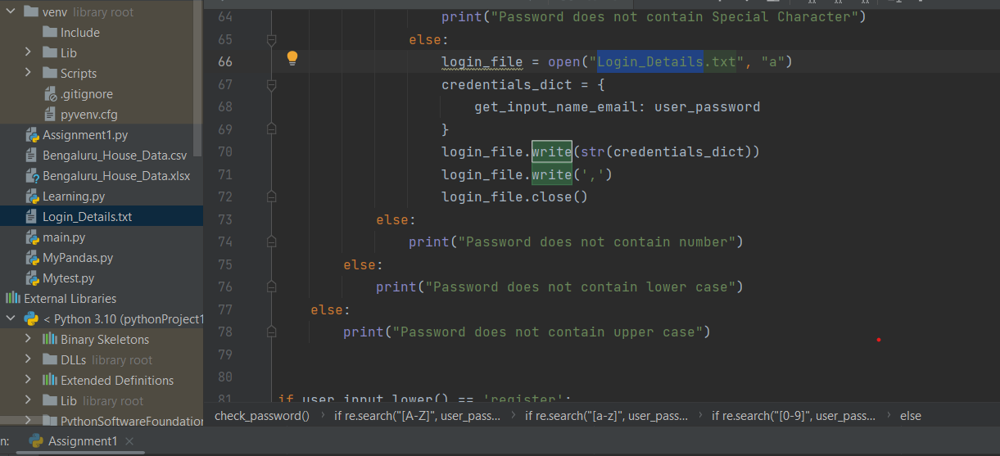 venv library root
Include
Lib
Scripts
.gitignore
pyvenv.cfg
Assignment1.py
Bengaluru_House_Data.csv
Bengaluru_House_Data.xlsx
Learning.py
Login_Details.txt
main.py
MyPandas.py
Mytest.py
External Libraries
< Python 3.10 (pythonProject1
Binary Skeletons
DLLs library root
Extended Definitions
Lib library root
PythonSoftwareFoundation
64 print("Password does not contain Special Character")
65 else:
66 login_file = open("Login_Details.txt", "a")
67 credentials_dict = {
68 get_input_name_email: user_password
69 }
70 login_file.write(str(credentials_dict))
71 login_file.write(',')
72 login_file.close()
73 else:
74 print("Password does not contain number")
75 else:
76 print("Password does not contain lower case")
77 else:
78 print("Password does not contain upper case")
79
80
81 if user_input.lower() == 'register':
check_password() › if re.search("[A-Z]", user_pass... › if re.search("[a-z]", user_pass... › if re.search("[0-9]", user_pass... › else
n: Assignment1 ×